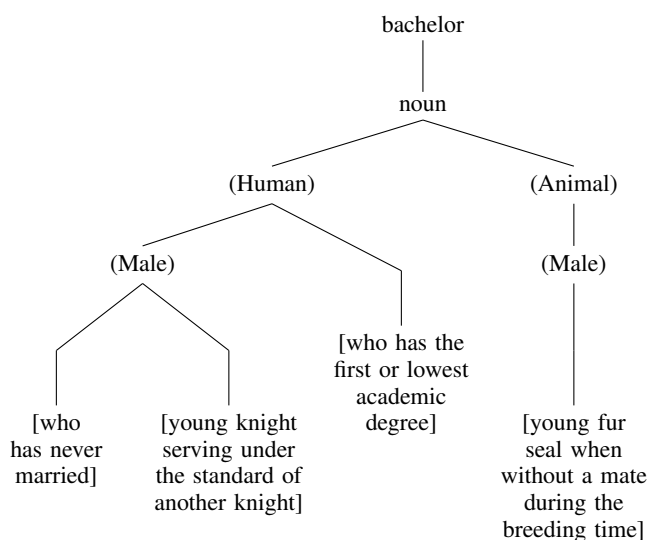 bachelor
noun
(Human)
(Animal)
(Male)
(Male)
[who has the
first or lowest
academic
degree]
[who
has never
married]
[young knight
serving under
the standard of
another knight]
[young fur
seal when
without a mate
during the
breeding time]